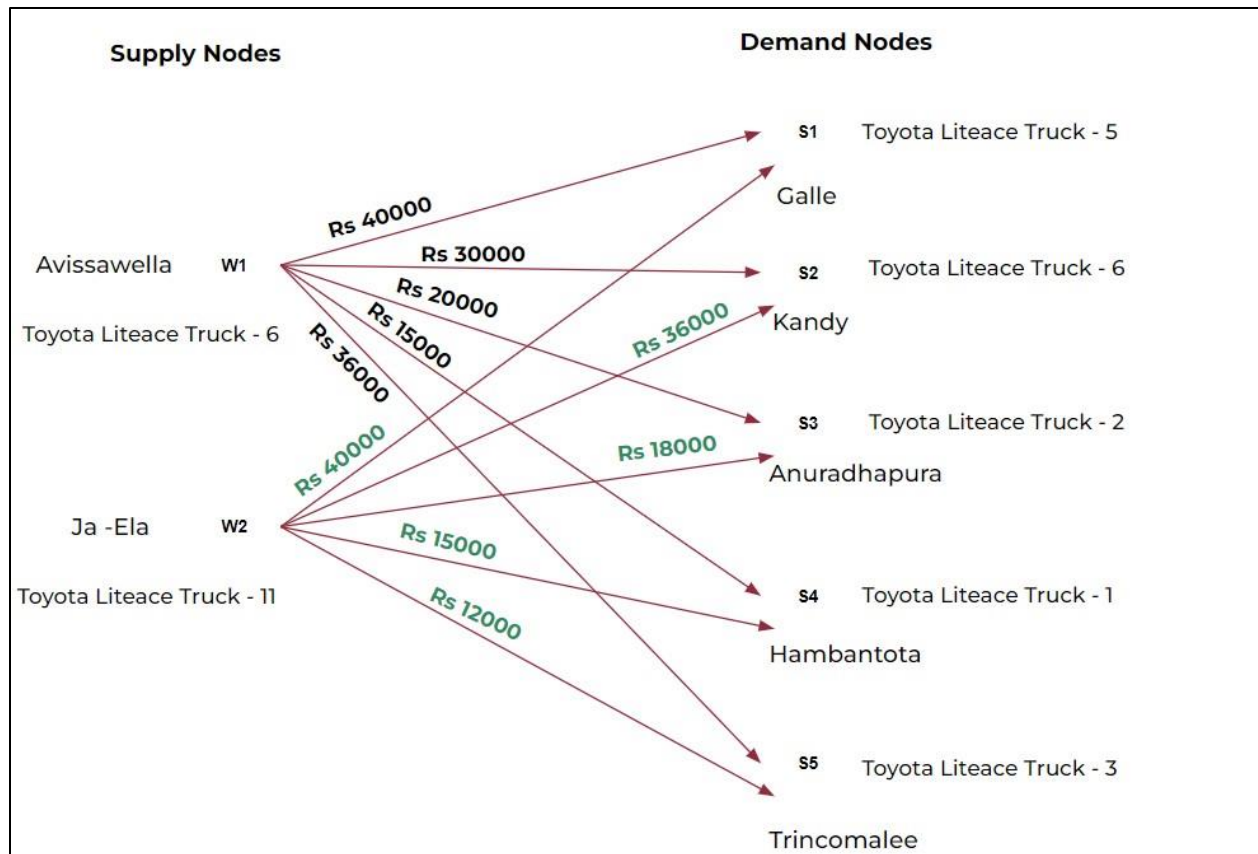 Supply Nodes
Demand Nodes
S1 Toyota Liteace Truck - 5
Galle
Rs 40000
Avissawella W1
Toyota Liteace Truck - 6
Rs 30000
S2 Toyota Liteace Truck - 6
Kandy
Rs 20000
Rs 15000
Rs 36000
Rs 36000
S3 Toyota Liteace Truck - 2
Anuradhapura
Rs 40000
Rs 18000
Ja -Ela W2
Toyota Liteace Truck - 11
Rs 15000
Rs 12000
S4 Toyota Liteace Truck - 1
Hambantota
S5 Toyota Liteace Truck - 3
Trincomalee